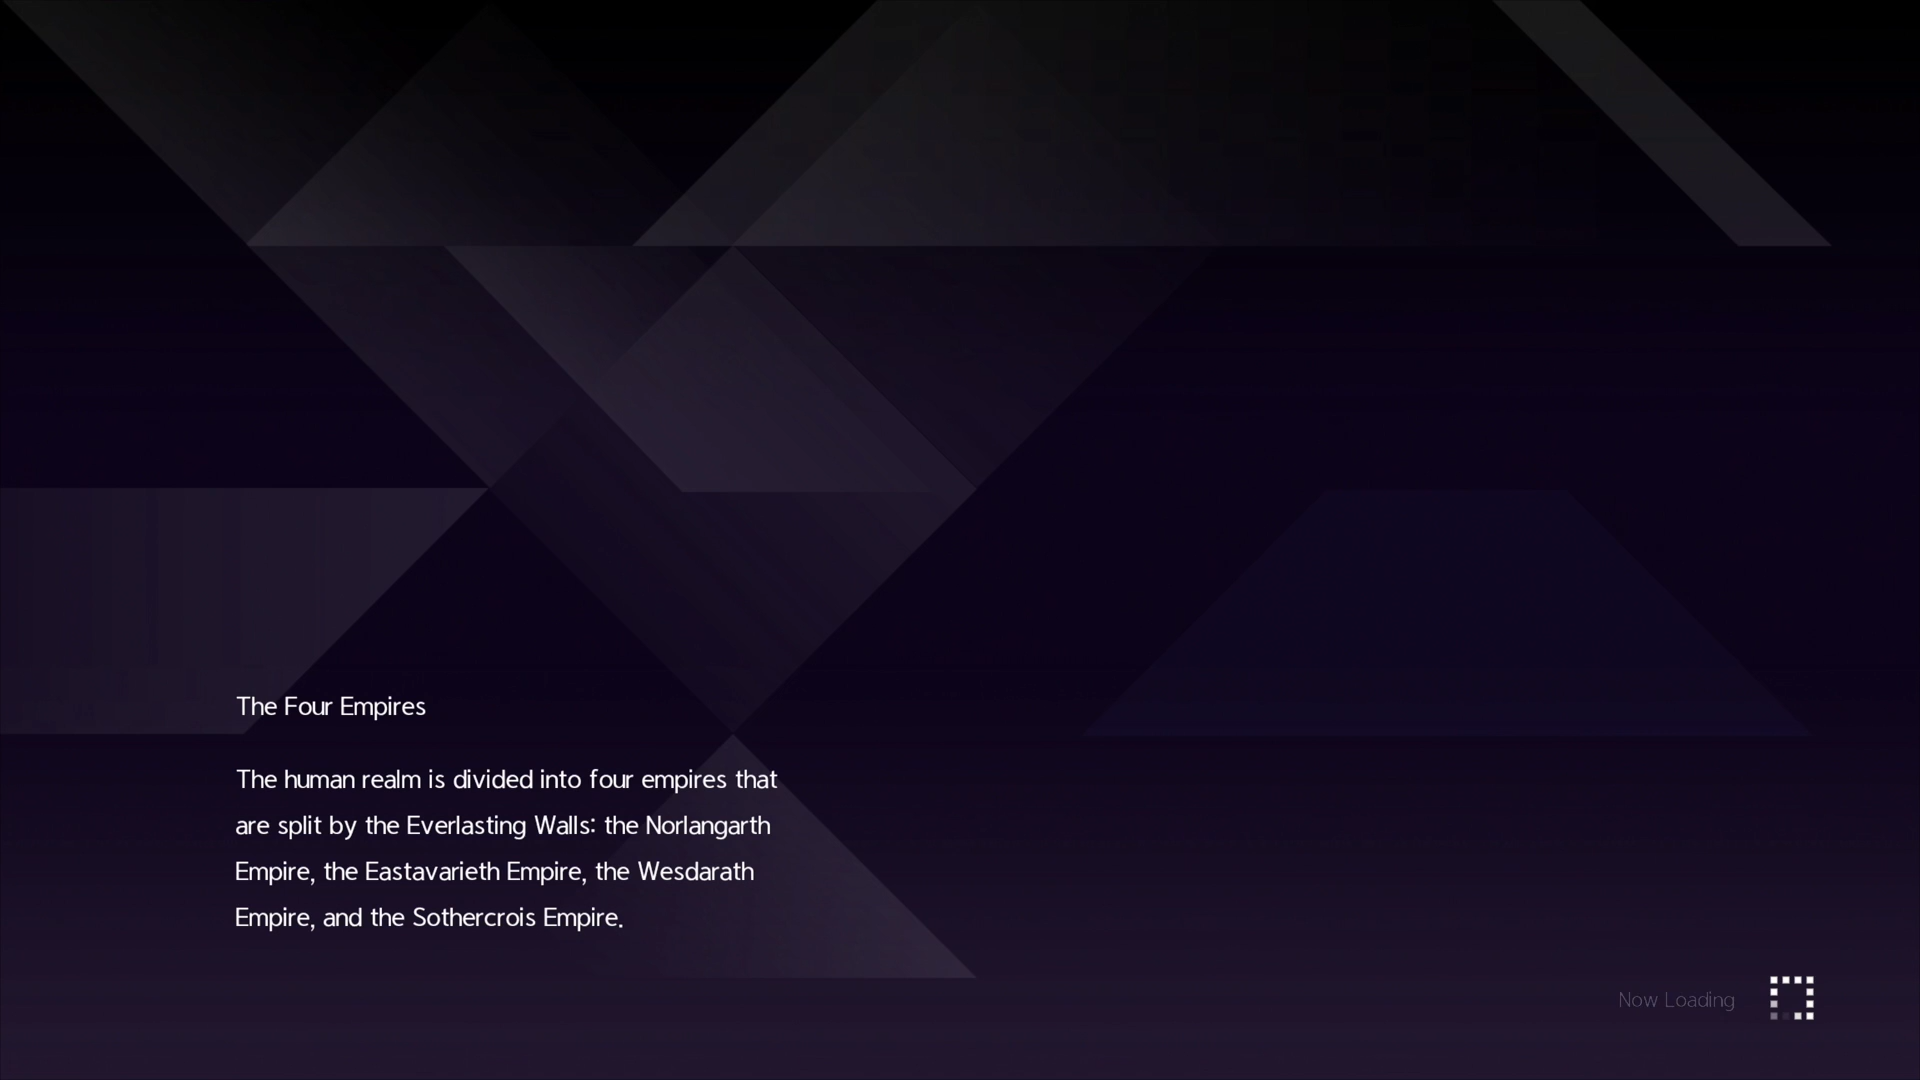 The Four Empires
The human realm is divided into four empires that
are split by the Everlasting Walls: the Norlangarth
Empire, the Eastavarieth Empire, the Wesdarath
Empire, and the Sothercrois Empire.
Now Loading